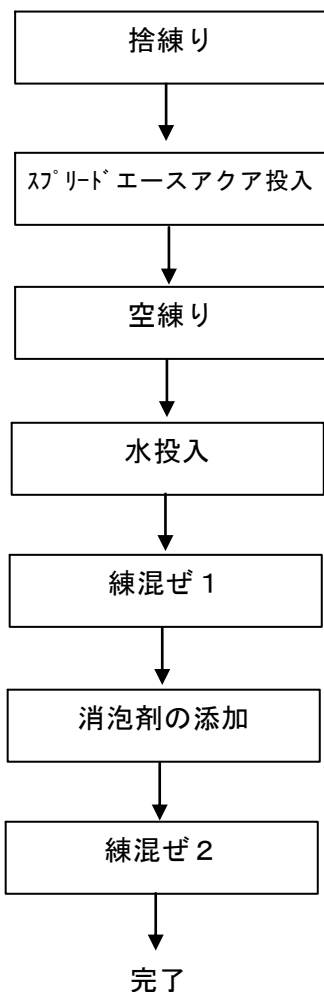 捨練り
ｽﾌﾟﾘｰﾄﾞエースアクア投入
空練り
水投入
練混ぜ１
消泡剤の添加
練混ぜ２
完了